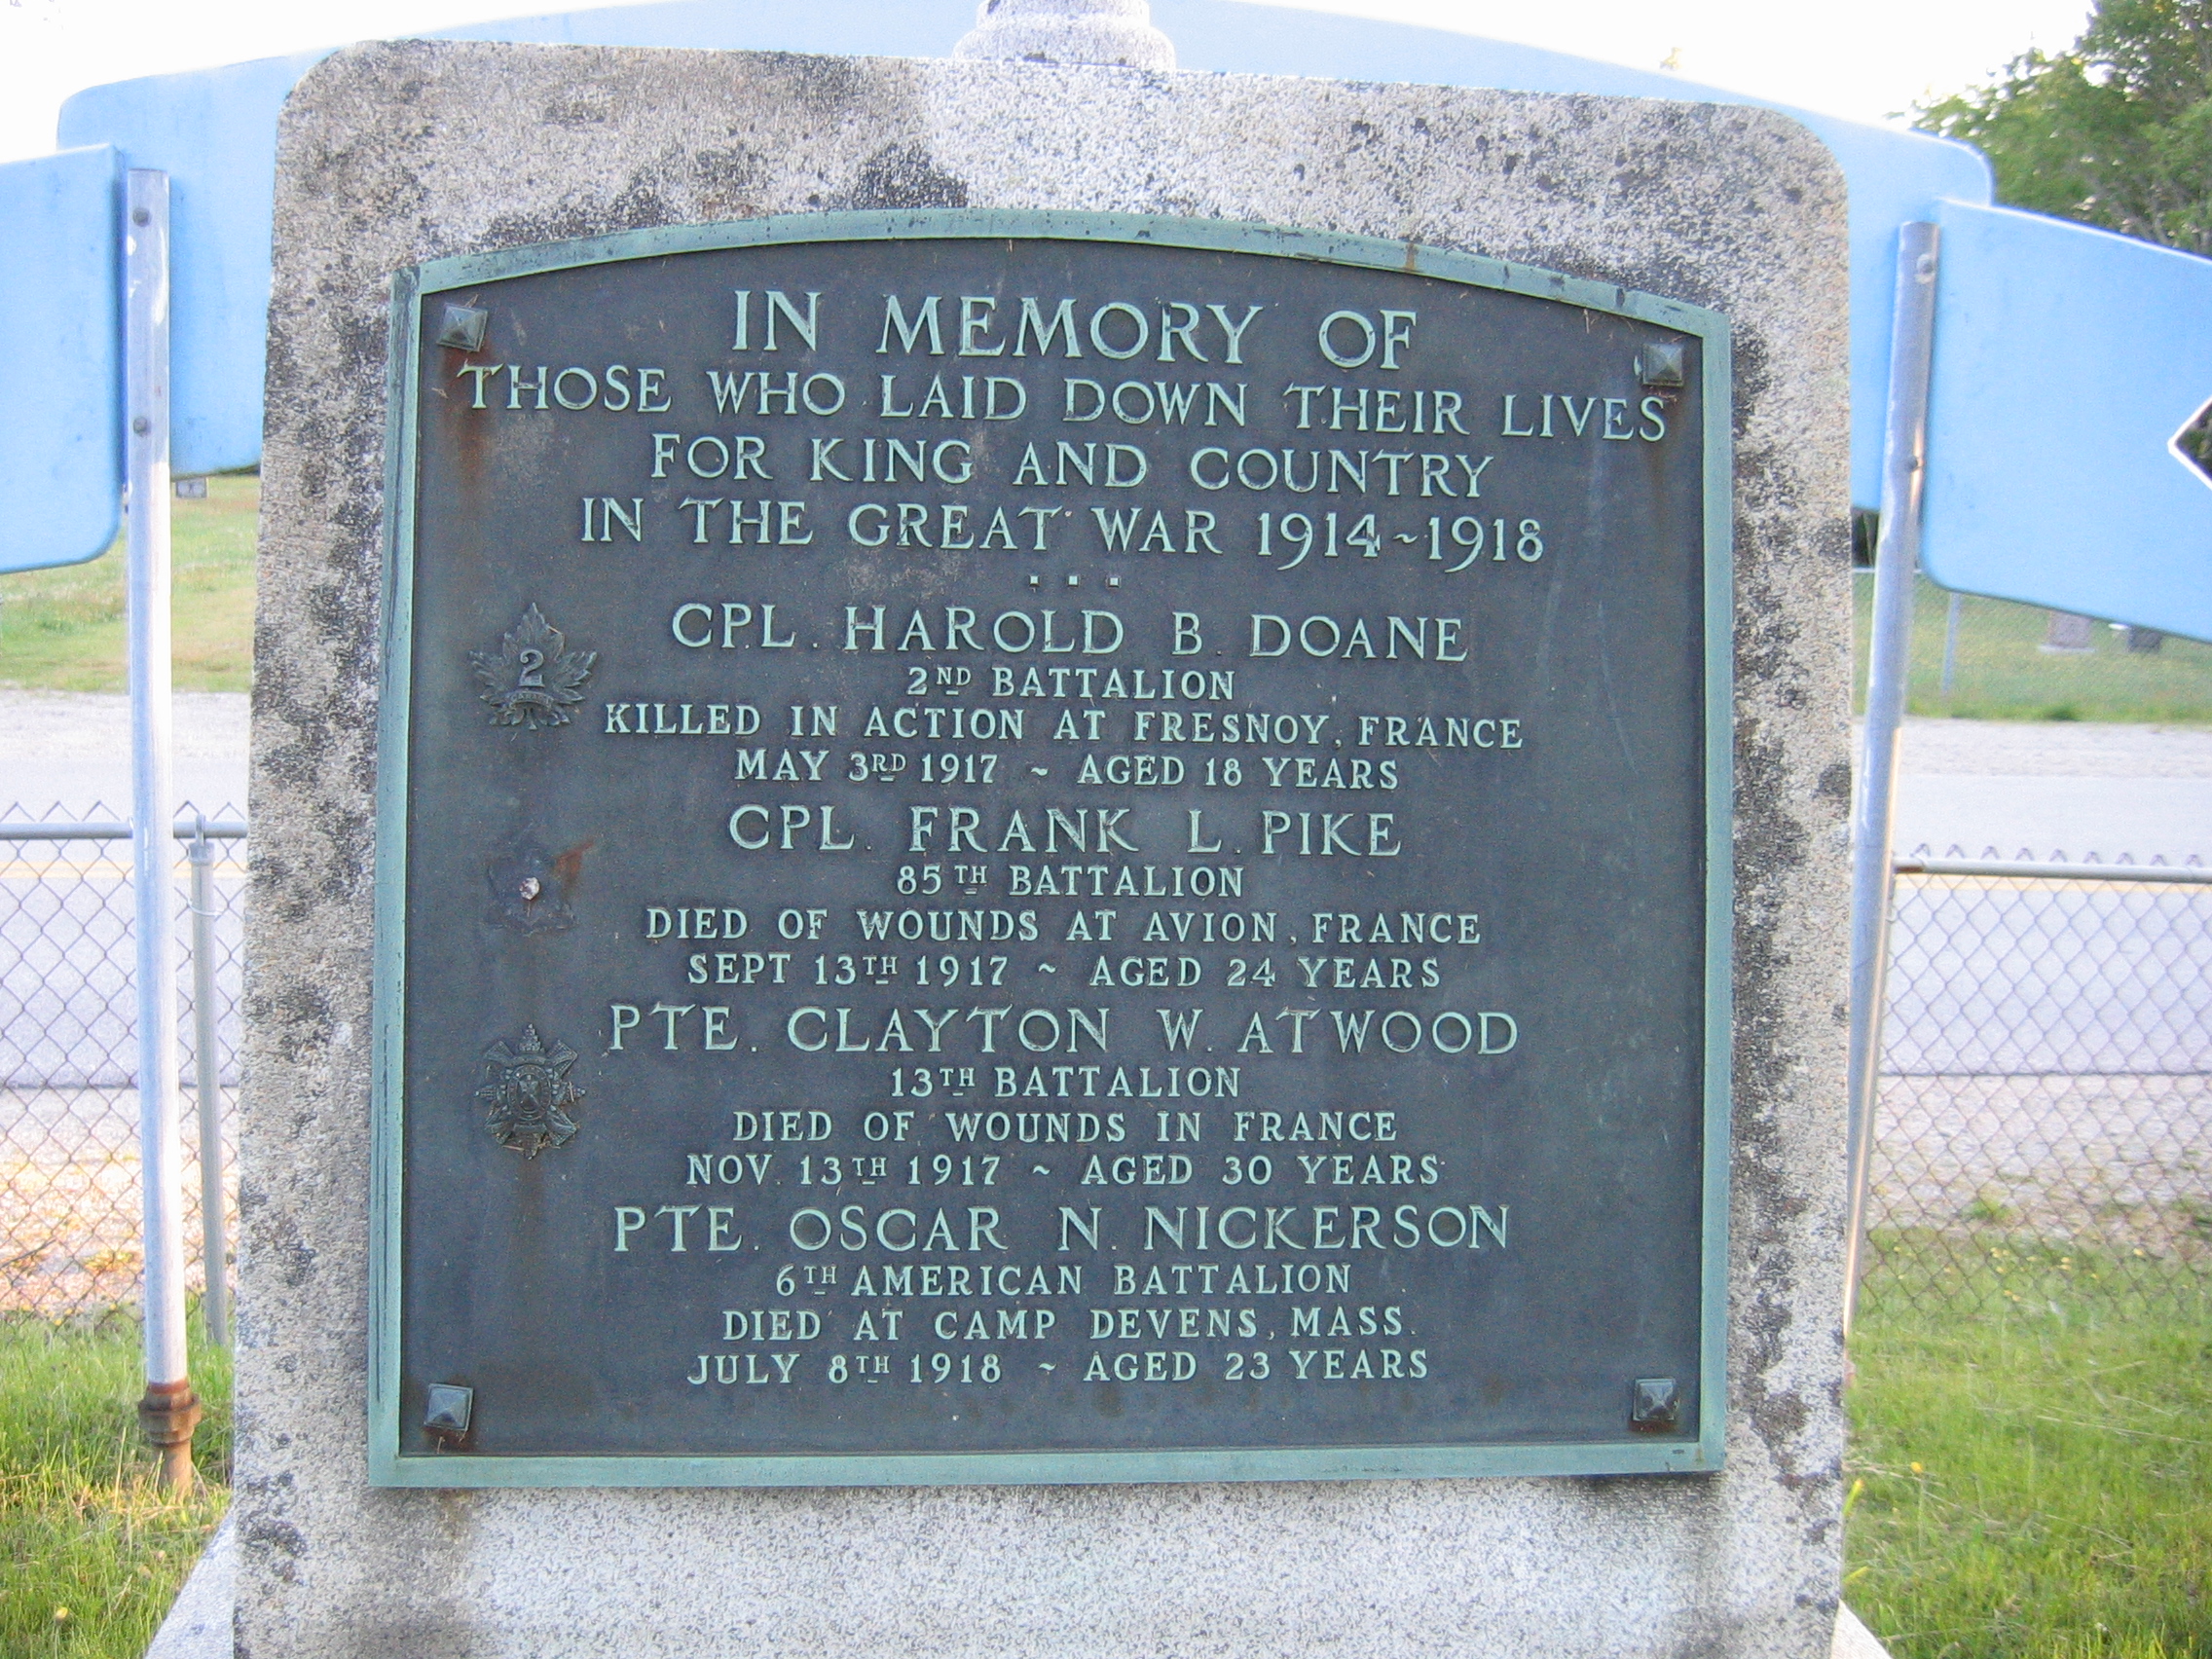 IN MEMORY OF
THOSE WHO LAID DOWN THEIR LIVES
FOR KING AND COUNTRY
IN THE GREAT WAR 1914~1918
CPL. HAROLD B. DOANE
2
2ND BATTALION
KILLED IN ACTION AT FRESNOY, FRANCE
MAY 3RD 1917 ~ AGED 18 YEARS
CPL. FRANK L. PIKE
85TH BATTALION
DIED OF WOUNDS AT AVION, FRANCE
SEPT 13TH 1917 ~ AGED 24 YEARS
PTE. CLAYTON W. ATWOOD
13TH BATTALION
DIED OF WOUNDS IN FRANCE
NOV. 13TH 1917 ~ AGED 30 YEARS
PTE. OSCAR N. NICKERSON
6TH AMERICAN BATTALION
DIED AT CAMP DEVENS, MASS.
JULY 8TH 1918 ~ AGED 23 YEARS